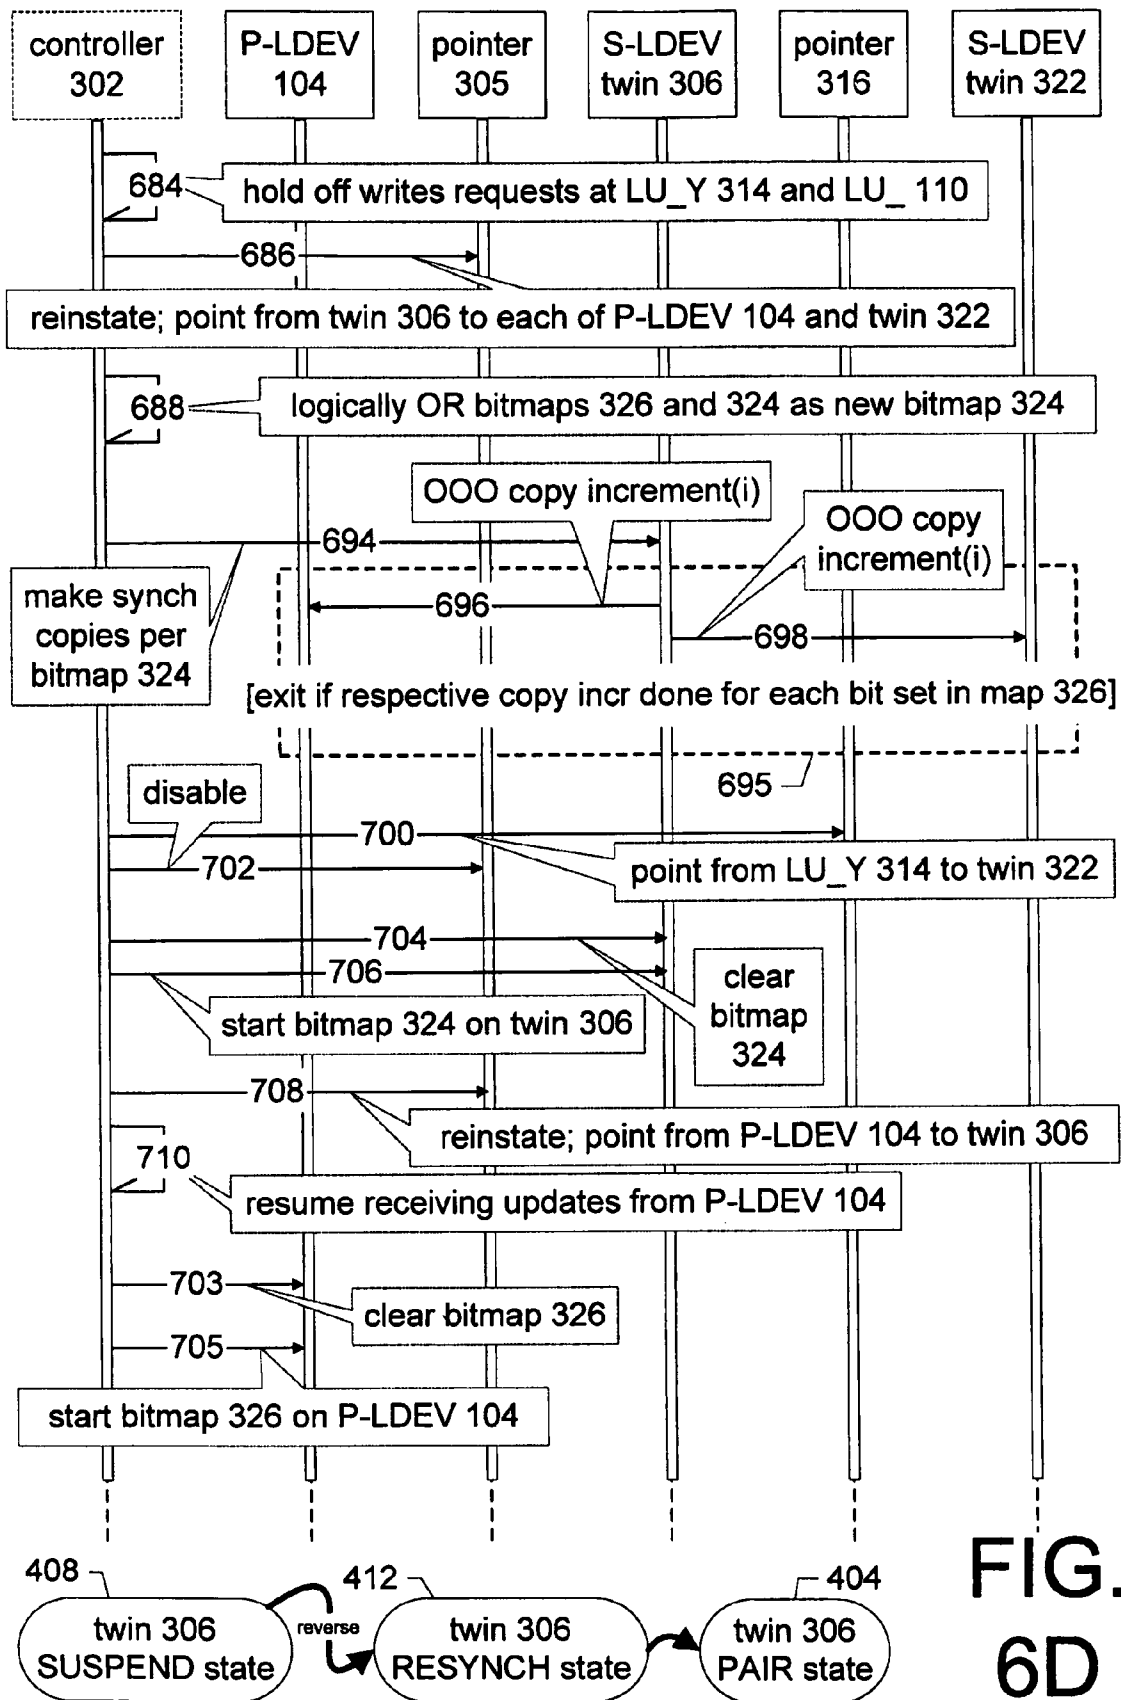 controller
302
P-LDEV
104
pointer
305
S-LDEV
twin 306
pointer
316
S-LDEV
twin 322
684
hold off writes requests at LU_Y 314 and LU_ 110
686
reinstate; point from twin 306 to each of P-LDEV 104 and twin 322
688
logically OR bitmaps 326 and 324 as new bitmap 324
OOO copy increment(i)
OOO copy
increment(i)
694
make synch
copies per
bitmap 324
696
698
[exit if respective copy incr done for each bit set in map 326]
695
disable
700
702
point from LU_Y 314 to twin 322
704
706
clear
bitmap
324
start bitmap 324 on twin 306
708
reinstate; point from P-LDEV 104 to twin 306
710
resume receiving updates from P-LDEV 104
703
clear bitmap 326
705
start bitmap 326 on P-LDEV 104
408
412
404
twin 306
SUSPEND state
reverse
twin 306
RESYNCH state
twin 306
PAIR state
FIG.
6D